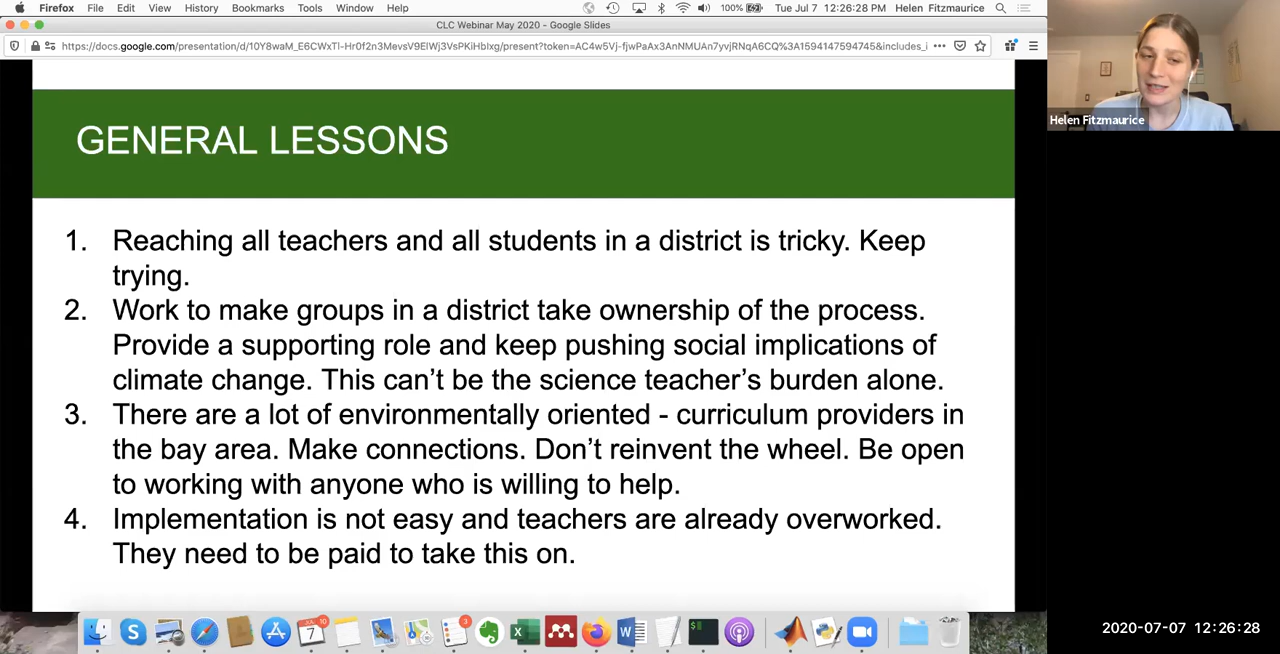 Firefox File Edit View History Bookmarks Tools Window Help 100% Tue Jul 7 12:26:28 PM Helen Fitzmaurice
CLC Webinar May 2020 - Google Slides
GENERAL LESSONS
1. Reaching all teachers and all students in a district is tricky. Keep
trying.
2. Work to make groups in a district take ownership of the process.
Provide a supporting role and keep pushing social implications of
climate change. This can’t be the science teacher’s burden alone.
3. There are a lot of environmentally oriented - curriculum providers in
the bay area. Make connections. Don’t reinvent the wheel. Be open
to working with anyone who is willing to help.
4. Implementation is not easy and teachers are already overworked.
They need to be paid to take this on.
Helen Fitzmaurice
2020-07-07 12:26:28